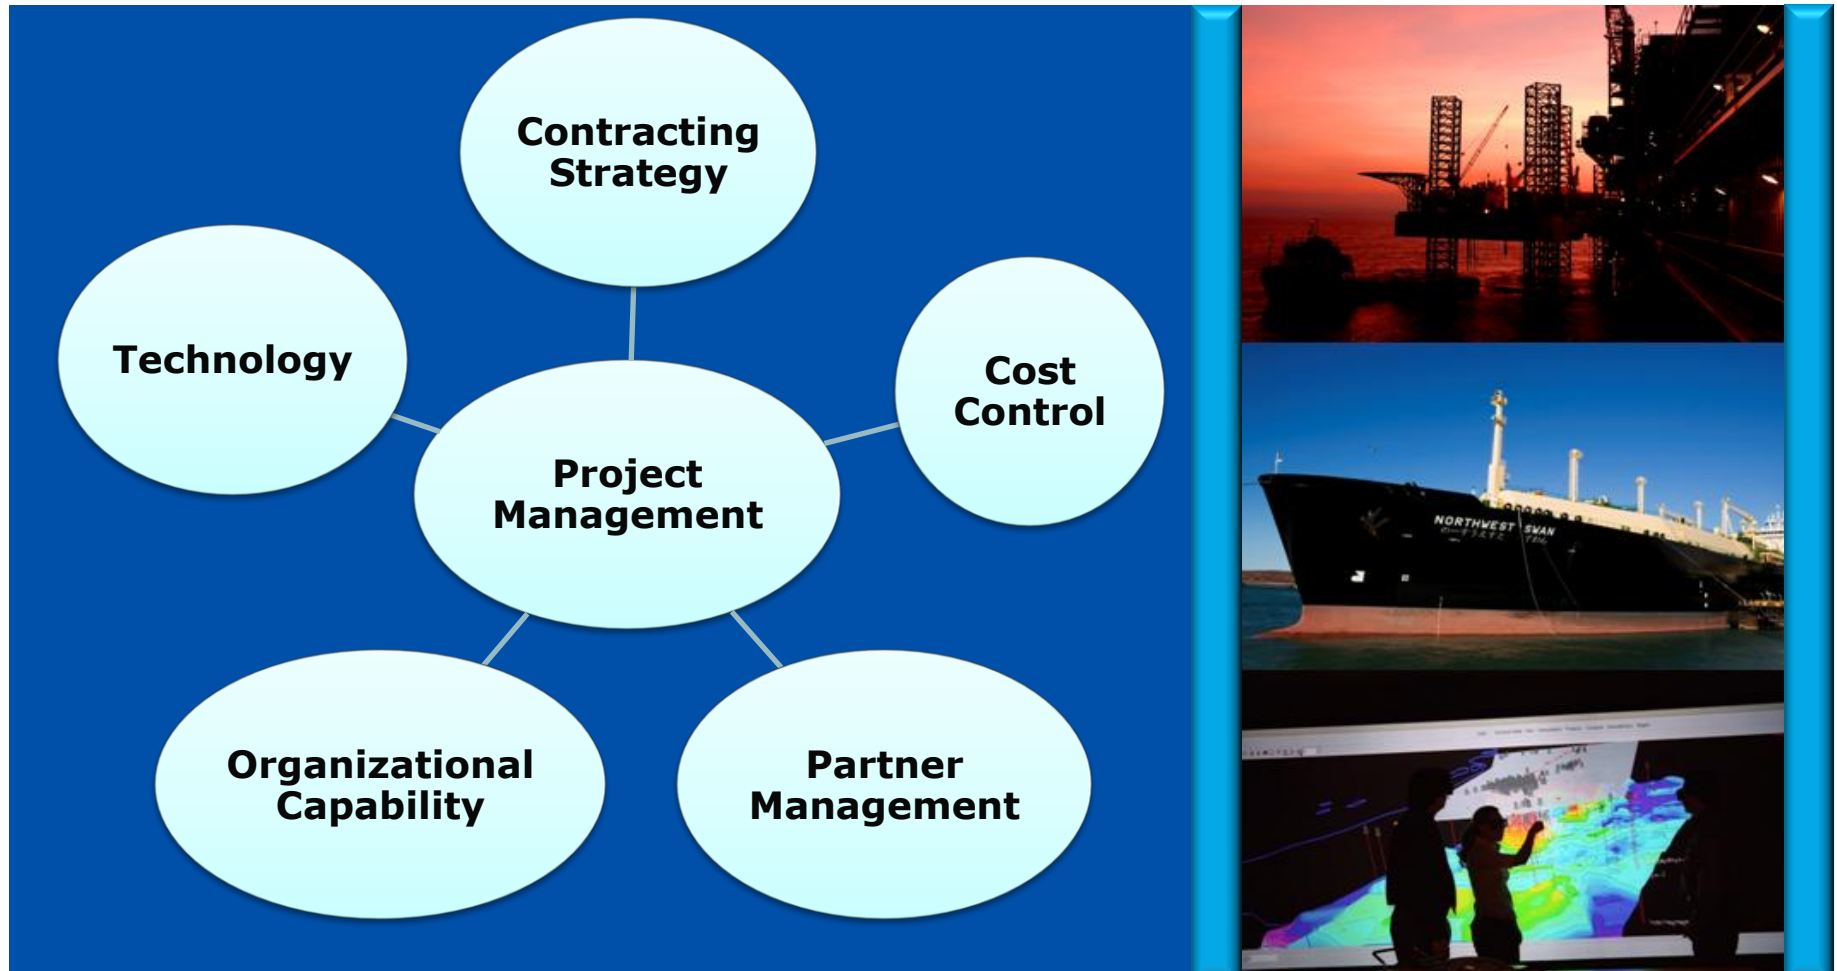 Contracting
Strategy
Technology
Cost
Control
Project
Management
Organizational
Capability
Partner
Management
NORTHWEST SWAN